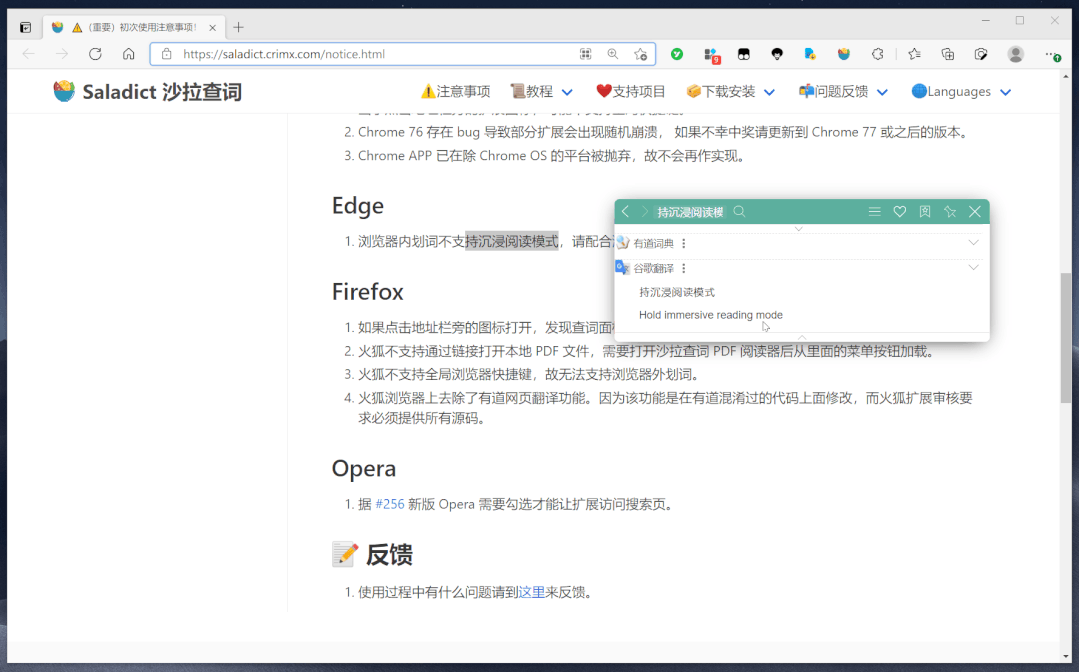 （重要）初次使用注意事项！
https://saladict.crimx.com/notice.html
9
Saladict 沙拉查词
注意事项
教程
支持项目
下载安装
问题反馈
Languages
2. Chrome 76 存在 bug 导致部分扩展会出现随机崩溃， 如果不幸中奖请更新到 Chrome 77 或之后的版本。
3. Chrome APP 已在除 Chrome OS 的平台被抛弃，故不会再作实现。
Edge
1. 浏览器内划词不支持沉浸阅读模式，请配合
持沉浸阅读模
有道词典
谷歌翻译
持沉浸阅读模式
Hold immersive reading mode
Firefox
1. 如果点击地址栏旁的图标打开，发现查词面
2. 火狐不支持通过链接打开本地 PDF 文件，需要打开沙拉查词 PDF 阅读器后从里面的菜单按钮加载。
3. 火狐不支持全局浏览器快捷键，故无法支持浏览器外划词。
4. 火狐浏览器上去除了有道网页翻译功能。因为该功能是在有道混淆过的代码上面修改，而火狐扩展审核要
求必须提供所有源码。
Opera
1. 据 #256 新版 Opera 需要勾选才能让扩展访问搜索页。
反馈
1. 使用过程中有什么问题请到这里来反馈。